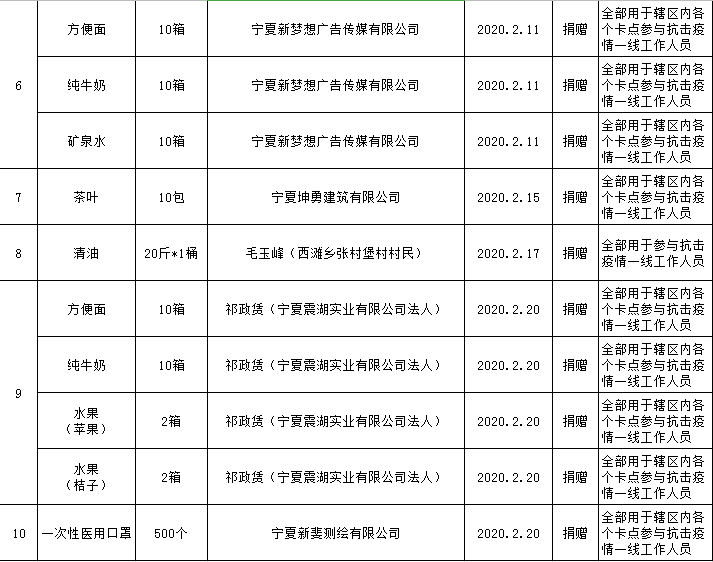 方便面 10箱 宁夏新梦想广告传媒有限公司 2020.2.11 捐赠 全部用于辖区内各
个卡点参与抗击疫
情一线工作人员
6 纯牛奶 10箱 宁夏新梦想广告传媒有限公司 2020.2.11 捐赠 全部用于辖区内各
个卡点参与抗击疫
情一线工作人员
矿泉水 10箱 宁夏新梦想广告传媒有限公司 2020.2.11 捐赠 全部用于辖区内各
个卡点参与抗击疫
情一线工作人员
7 茶叶 10包 宁夏坤勇建筑有限公司 2020.2.15 捐赠 全部用于辖区内各
个卡点参与抗击疫
情一线工作人员
8 清油 20斤*1桶 毛玉峰（西滩乡张村堡村村民） 2020.2.17 捐赠 全部用于参与抗击
疫情一线工作人员
9 方便面 10箱 祁政赁（宁夏震湖实业有限公司法人） 2020.2.20 捐赠 全部用于辖区内各
个卡点参与抗击疫
情一线工作人员
纯牛奶 10箱 祁政赁（宁夏震湖实业有限公司法人） 2020.2.20 捐赠 全部用于辖区内各
个卡点参与抗击疫
情一线工作人员
水果
（苹果） 2箱 祁政赁（宁夏震湖实业有限公司法人） 2020.2.20 捐赠 全部用于辖区内各
个卡点参与抗击疫
情一线工作人员
水果
（桔子） 2箱 祁政赁（宁夏震湖实业有限公司法人） 2020.2.20 捐赠 全部用于辖区内各
个卡点参与抗击疫
情一线工作人员
10 一次性医用口罩 500个 宁夏新斐测绘有限公司 2020.2.20 捐赠 全部用于辖区内各
个卡点参与抗击疫
情一线工作人员